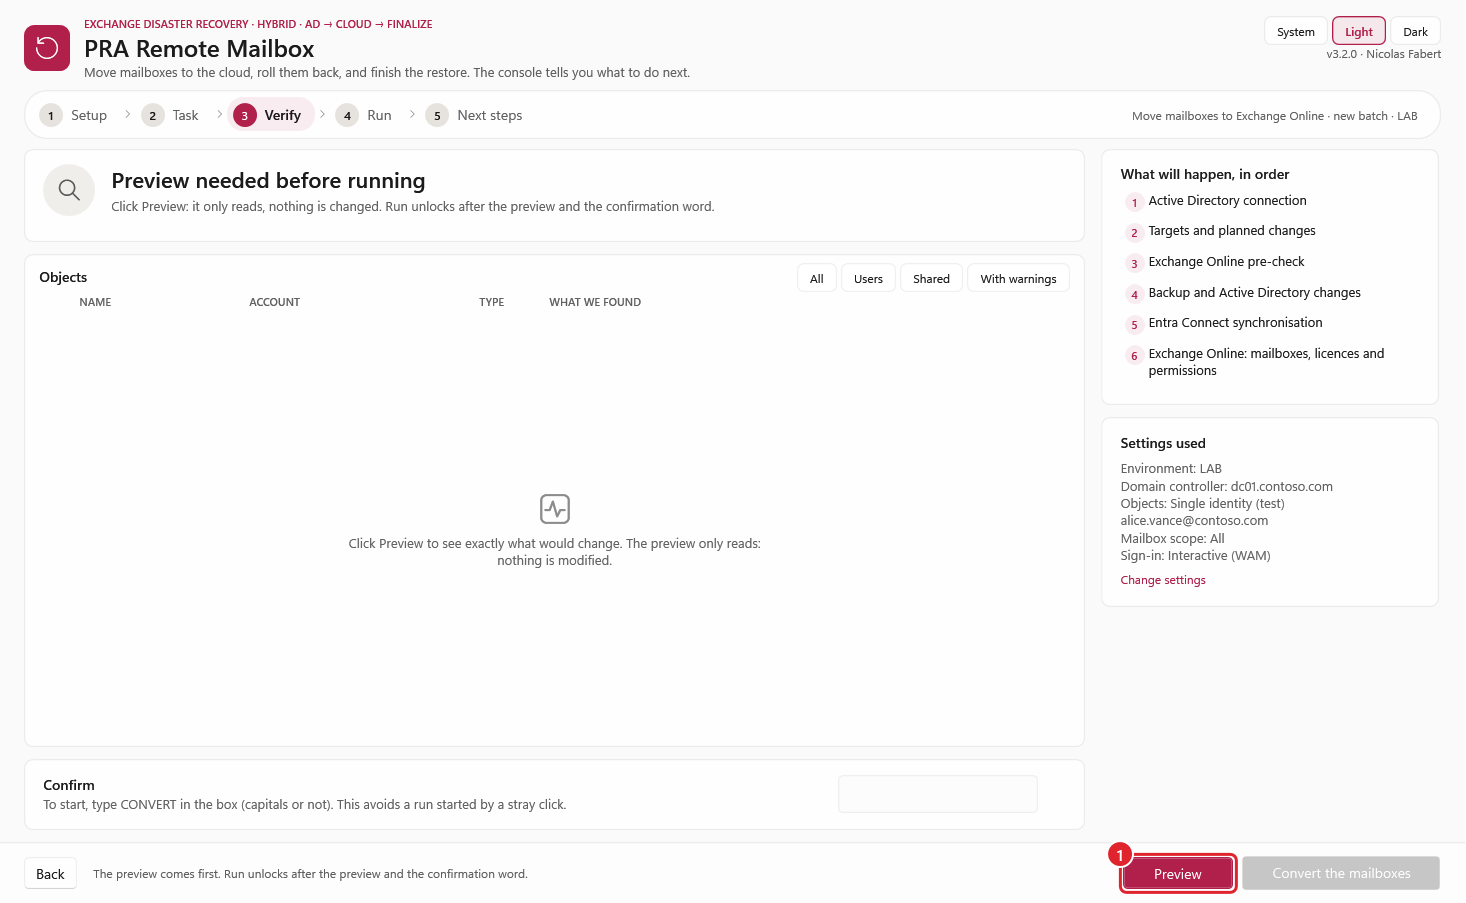 EXCHANGE DISASTER RECOVERY · HYBRID · AD → CLOUD → FINALIZE
PRA Remote Mailbox
Move mailboxes to the cloud, roll them back, and finish the restore. The console tells you what to do next.
System
Light
Dark
v3.2.0 · Nicolas Fabert
1 Setup
2 Task
3 Verify
4 Run
5 Next steps
Move mailboxes to Exchange Online · new batch · LAB
Preview needed before running
Click Preview: it only reads, nothing is changed. Run unlocks after the preview and the confirmation word.
Objects
All
Users
Shared
With warnings
NAME
ACCOUNT
TYPE
WHAT WE FOUND
Click Preview to see exactly what would change. The preview only reads:
nothing is modified.
Confirm
To start, type CONVERT in the box (capitals or not). This avoids a run started by a stray click.
What will happen, in order
1 Active Directory connection
2 Targets and planned changes
3 Exchange Online pre-check
4 Backup and Active Directory changes
5 Entra Connect synchronisation
6 Exchange Online: mailboxes, licences and
permissions
Settings used
Environment: LAB
Domain controller: dc01.contoso.com
Objects: Single identity (test)
alice.vance@contoso.com
Mailbox scope: All
Sign-in: Interactive (WAM)
Change settings
Back
The preview comes first. Run unlocks after the preview and the confirmation word.
1
Preview
Convert the mailboxes